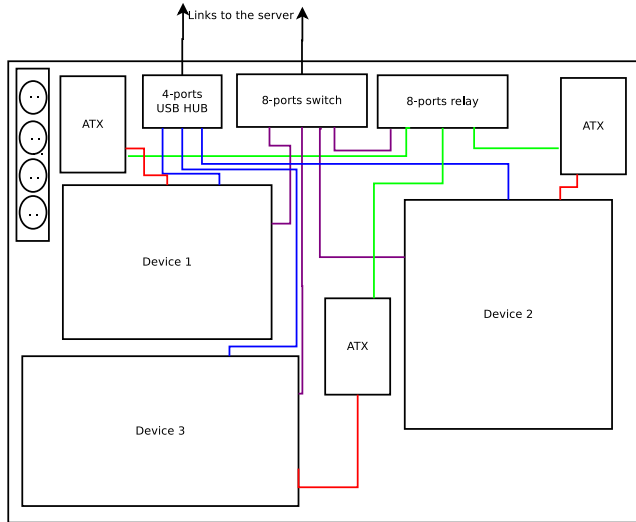 Links to the server
ATX
4-ports
USB HUB
8-ports switch
8-ports relay
ATX
Device 1
Device 2
ATX
Device 3